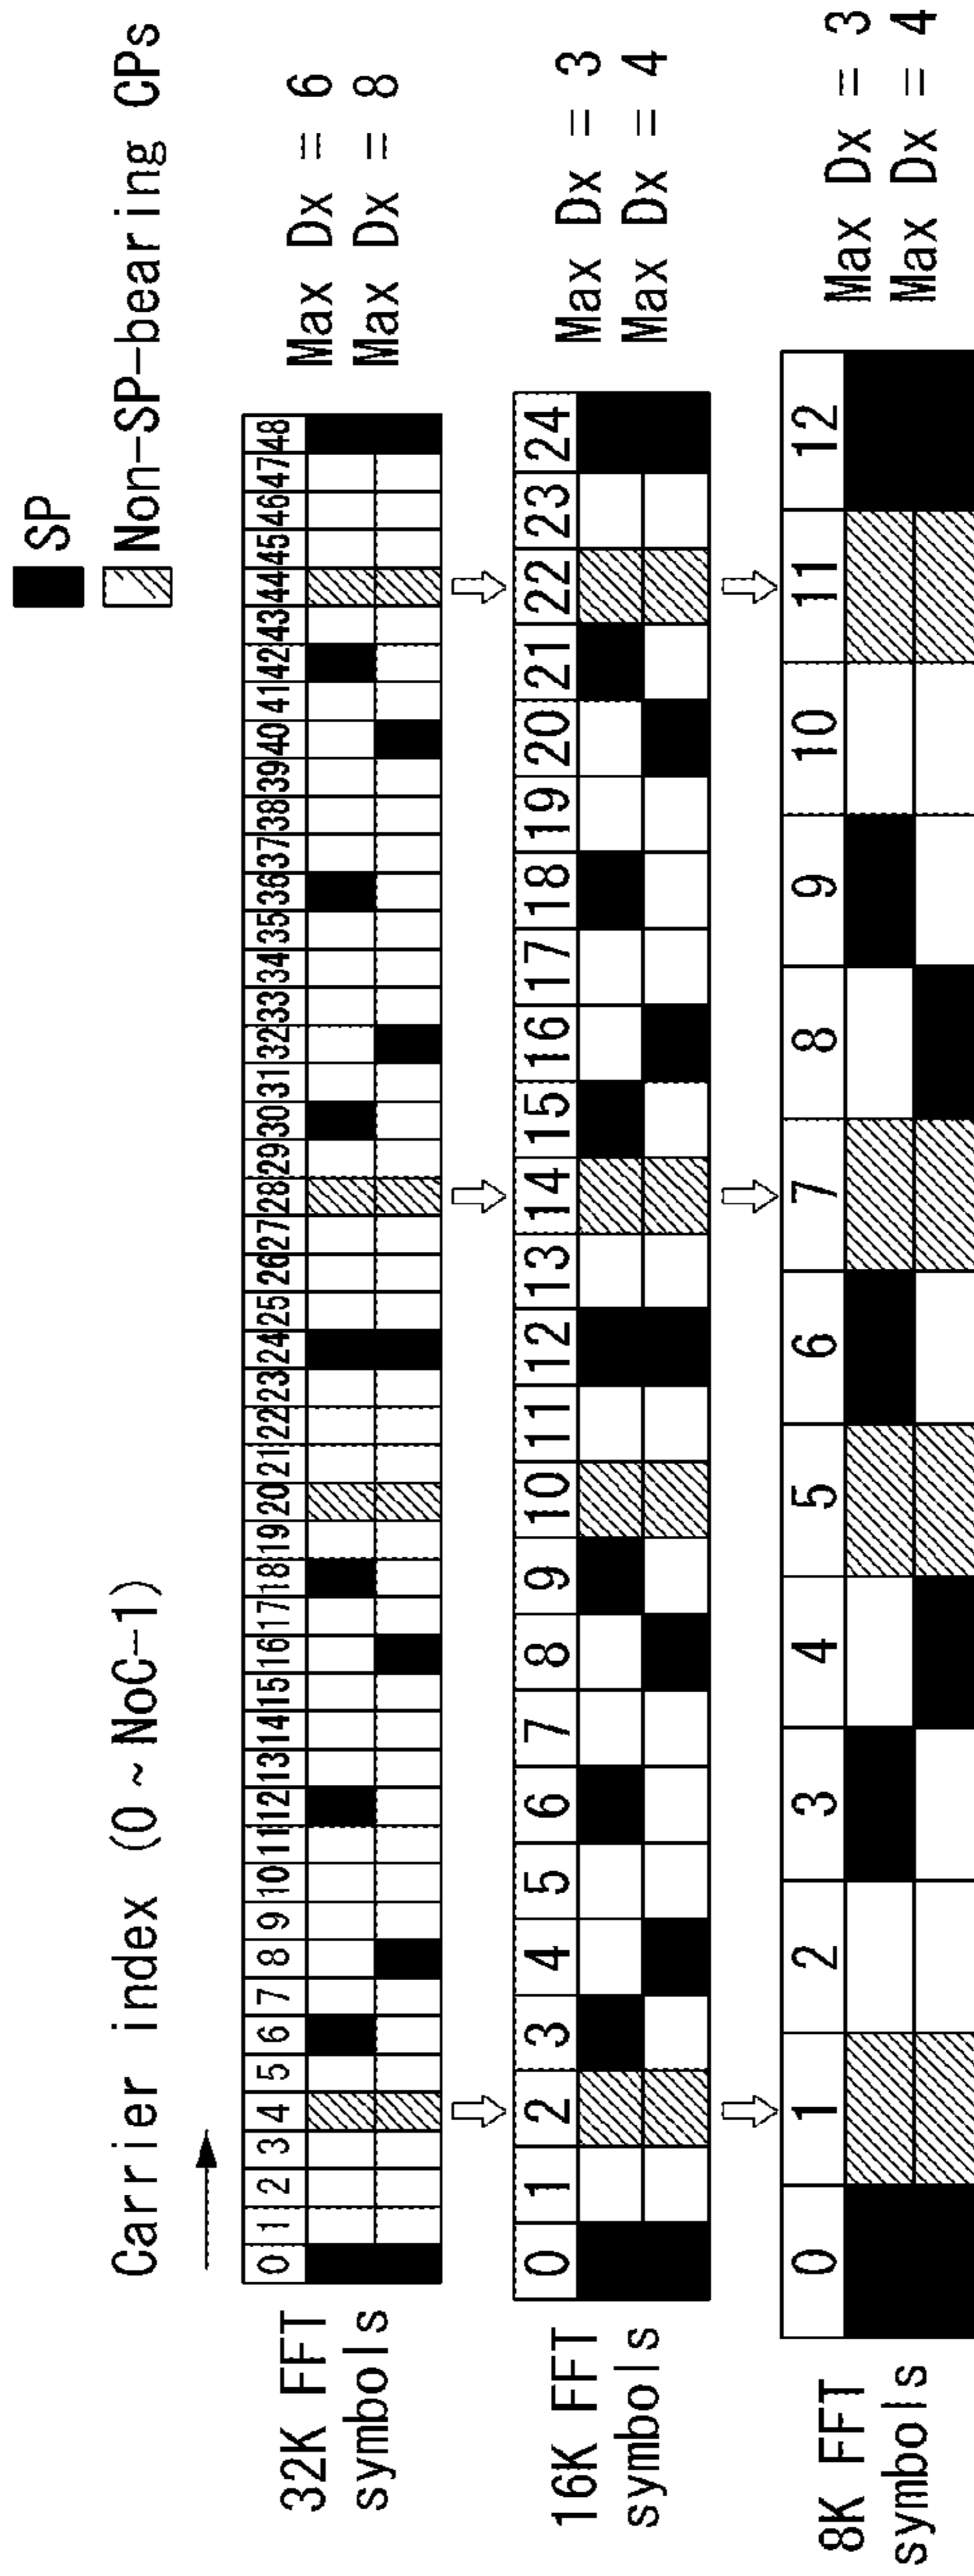 SP
Non-SP-bearing CPs
Carrier index (0 ~ NoC-1)
32K FFT
symbols
0 1 2 3 4 5 6 7 8 9 10 11 12 13 14 15 16 17 18 19 20 21 22 23 24 25 26 27 28 29 30 31 32 33 34 35 36 37 38 39 40 41 42 43 44 45 46 47 48
Max Dx = 6
Max Dx = 8
16K FFT
symbols
0 1 2 3 4 5 6 7 8 9 10 11 12 13 14 15 16 17 18 19 20 21 22 23 24
Max Dx = 3
Max Dx = 4
8K FFT
symbols
0 1 2 3 4 5 6 7 8 9 10 11 12
Max Dx = 3
Max Dx = 4